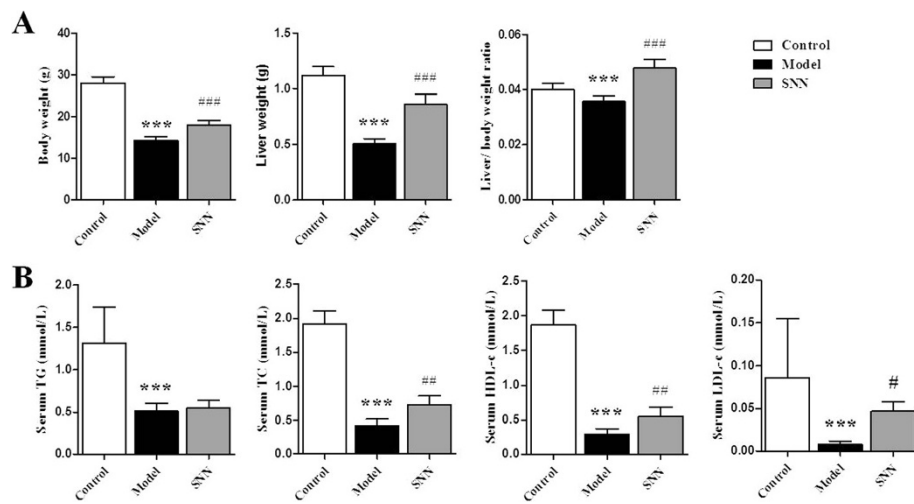 A
Body weight (g)
40
30
20
10
0
***
###
Control
Model
SNN
Liver weight (g)
1.5
1.0
0.5
0.0
***
###
Control
Model
SNN
Liver/ body weight ratio
0.06
0.04
0.02
0.00
***
###
Control
Model
SNN
Control
Model
SNN
B
Serum TG (mmol/L)
2.0
1.5
1.0
0.5
0.0
***
Control
Model
SNN
Serum TC (mmol/L)
2.5
2.0
1.5
1.0
0.5
0.0
***
##
Control
Model
SNN
Serum HDL-c (mmol/L)
2.5
2.0
1.5
1.0
0.5
0.0
***
##
Control
Model
SNN
Serum LDL-c (mmol/L)
0.20
0.15
0.10
0.05
0.00
***
#
Control
Model
SNN